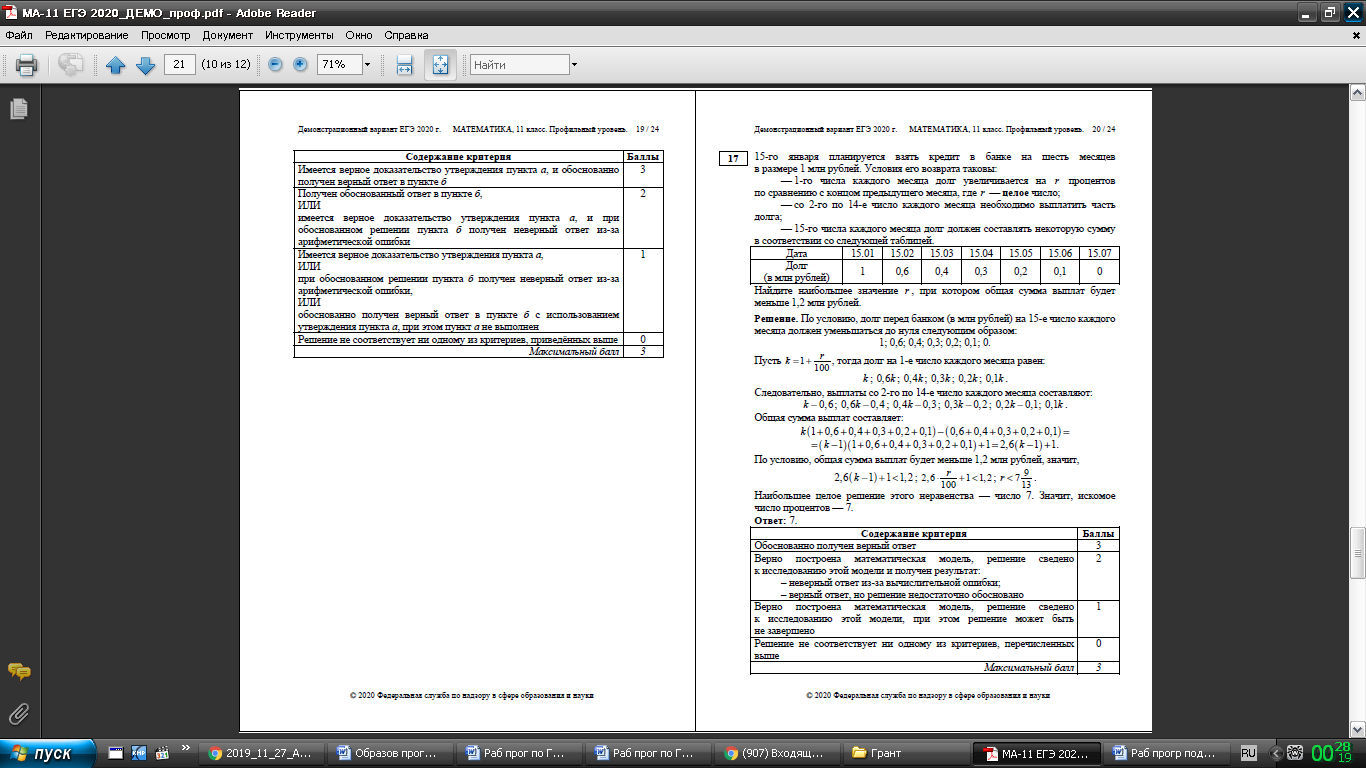 МА-11 ЕГЭ 2020_ДЕМО_проф.pdf - Adobe Reader
Файл Редактирование Просмотр Документ Инструменты Окно Справка
21 (10 из 12) 71% Найти
Демонстрационный вариант ЕГЭ 2020 г. МАТЕМАТИКА, 11 класс. Профильный уровень. 19 / 24
Содержание критерия Баллы
Имеется верное доказательство утверждения пункта а, и обоснованно 3
получен верный ответ в пункте б
Получен обоснованный ответ в пункте б, 2
ИЛИ
имеется верное доказательство утверждения пункта а, и при
обоснованном решении пункта б получен неверный ответ из-за
арифметической ошибки
Имеется верное доказательство утверждения пункта а, 1
ИЛИ
при обоснованном решении пункта б получен неверный ответ из-за
арифметической ошибки,
ИЛИ
обоснованно получен верный ответ в пункте б с использованием
утверждения пункта а, при этом пункт а не выполнен
Решение не соответствует ни одному из критериев, приведённых выше 0
Максимальный балл 3
© 2020 Федеральная служба по надзору в сфере образования и науки
Демонстрационный вариант ЕГЭ 2020 г. МАТЕМАТИКА, 11 класс. Профильный уровень. 20 / 24
17 15-го января планируется взять кредит в банке на шесть месяцев
в размере 1 млн рублей. Условия его возврата таковы:
— 1-го числа каждого месяца долг увеличивается на r процентов
по сравнению с концом предыдущего месяца, где r — целое число;
— со 2-го по 14-е число каждого месяца необходимо выплатить часть
долга;
— 15-го числа каждого месяца долг должен составлять некоторую сумму
в соответствии со следующей таблицей.
Дата 15.01 15.02 15.03 15.04 15.05 15.06 15.07
Долг
(в млн рублей) 1 0,6 0,4 0,3 0,2 0,1 0
Найдите наибольшее значение r, при котором общая сумма выплат будет
меньше 1,2 млн рублей.
Решение. По условию, долг перед банком (в млн рублей) на 15-е число каждого
месяца должен уменьшаться до нуля следующим образом:
1; 0,6; 0,4; 0,3; 0,2; 0,1; 0.
Пусть k = 1 + r/100, тогда долг на 1-е число каждого месяца равен:
k; 0,6k; 0,4k; 0,3k; 0,2k; 0,1k.
Следовательно, выплаты со 2-го по 14-е число каждого месяца составляют:
k − 0,6; 0,6k − 0,4; 0,4k − 0,3; 0,3k − 0,2; 0,2k − 0,1; 0,1k.
Общая сумма выплат составляет:
k(1 + 0,6 + 0,4 + 0,3 + 0,2 + 0,1) − (0,6 + 0,4 + 0,3 + 0,2 + 0,1) =
= (k − 1)(1 + 0,6 + 0,4 + 0,3 + 0,2 + 0,1) + 1 = 2,6(k − 1) + 1.
По условию, общая сумма выплат будет меньше 1,2 млн рублей, значит,
2,6(k − 1) + 1 < 1,2; 2,6 · r/100 + 1 < 1,2; r < 7 9/13.
Наибольшее целое решение этого неравенства — число 7. Значит, искомое
число процентов — 7.
Ответ: 7.
Содержание критерия Баллы
Обоснованно получен верный ответ 3
Верно построена математическая модель, решение сведено 2
к исследованию этой модели и получен результат:
– неверный ответ из-за вычислительной ошибки;
– верный ответ, но решение недостаточно обосновано
Верно построена математическая модель, решение сведено 1
к исследованию этой модели, при этом решение может быть
не завершено
Решение не соответствует ни одному из критериев, перечисленных 0
выше
Максимальный балл 3
© 2020 Федеральная служба по надзору в сфере образования и науки
пуск 2019_11_27_А... Образов прог... Раб прог по Г... Раб прог по Г... (907) Входящ... Грант МА-11 ЕГЭ 202... Раб прогр под... RU 00 28 19